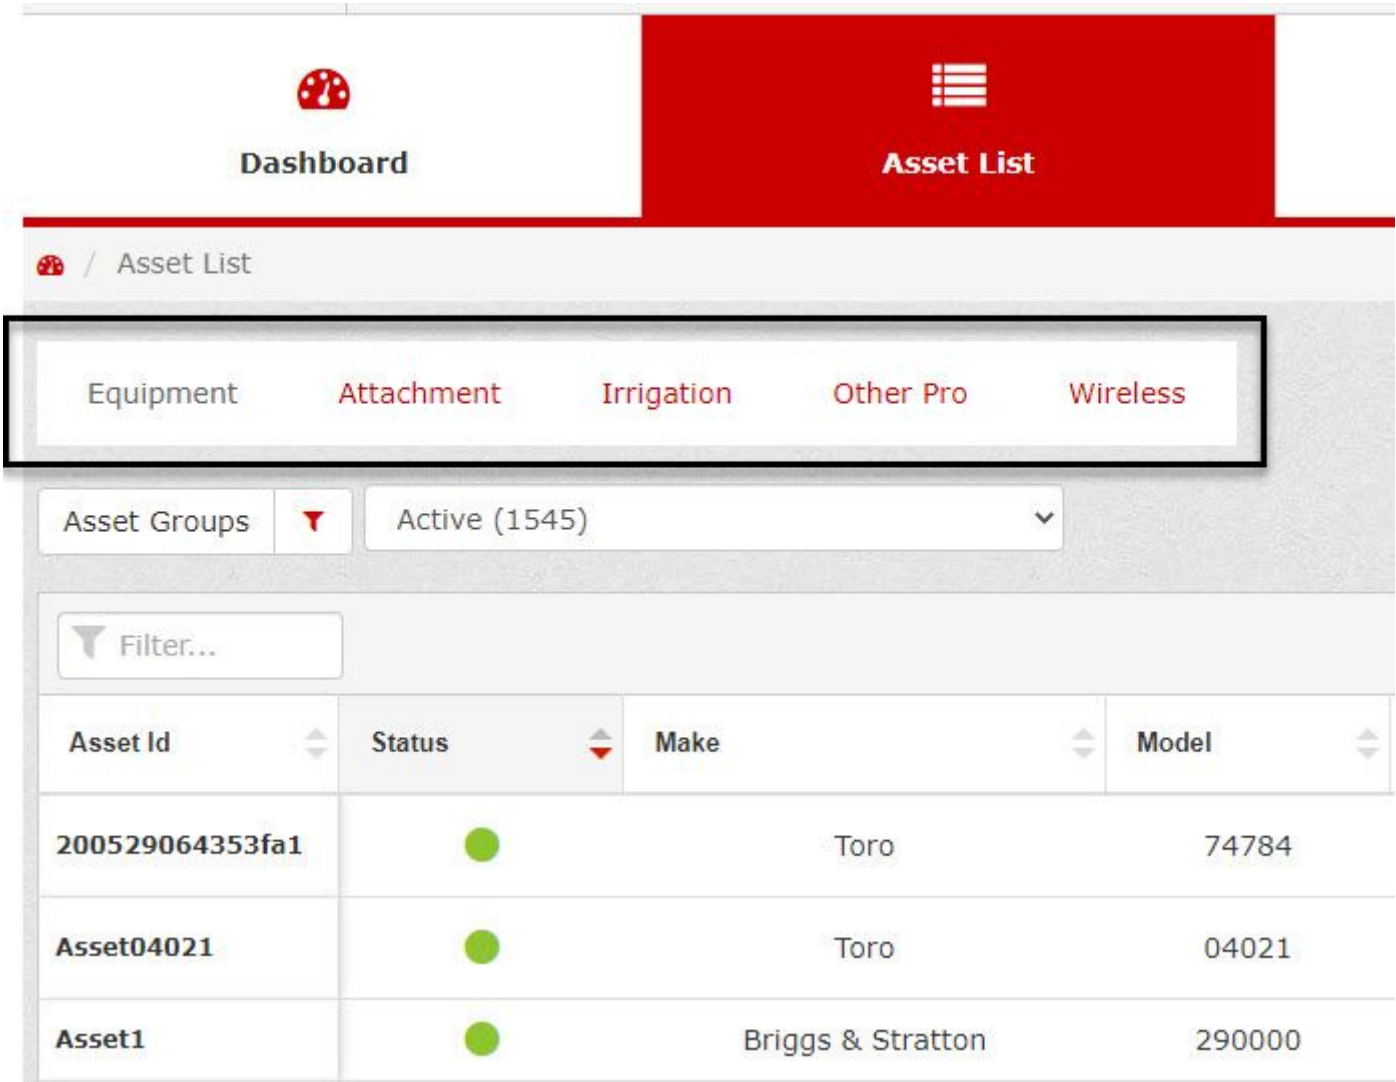 Dashboard Asset List
/ Asset List
Equipment Attachment Irrigation Other Pro Wireless
Asset Groups Active (1545)
Filter...
Asset Id Status Make Model
200529064353fa1 Toro 74784
Asset04021 Toro 04021
Asset1 Briggs & Stratton 290000